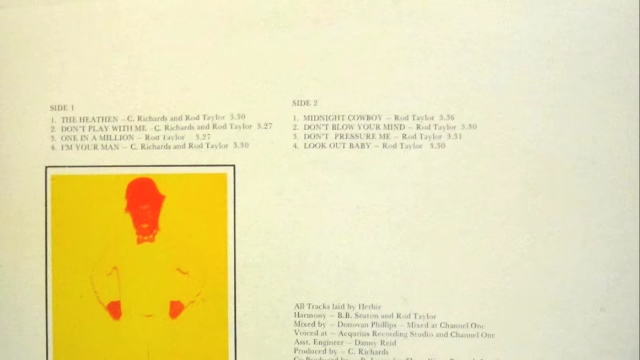 SIDE 1
1. THE HEATHEN – C. Richards and Rod Taylor 3.30
2. DON'T PLAY WITH ME – C. Richards and Rod Taylor 3.27
3. ONE IN A MILLION – Rod Taylor 3.27
4. I'M YOUR MAN – C. Richards and Rod Taylor 3.30
SIDE 2
1. MIDNIGHT COWBOY – Rod Taylor 3.36
2. DON'T BLOW YOUR MIND – Rod Taylor 3.30
3. DON'T PRESSURE ME – Rod Taylor 3.31
4. LOOK OUT BABY – Rod Taylor 3.30
All Tracks laid by
Harmony – B.B. Seaton and Rod Taylor
Mixed by – Donovan Phillips – Mixed at Channel One
Voiced at – Acquarius Recording Studio and Channel One
Asst. Engineer – Danny Reid
Produced by – C. Richards